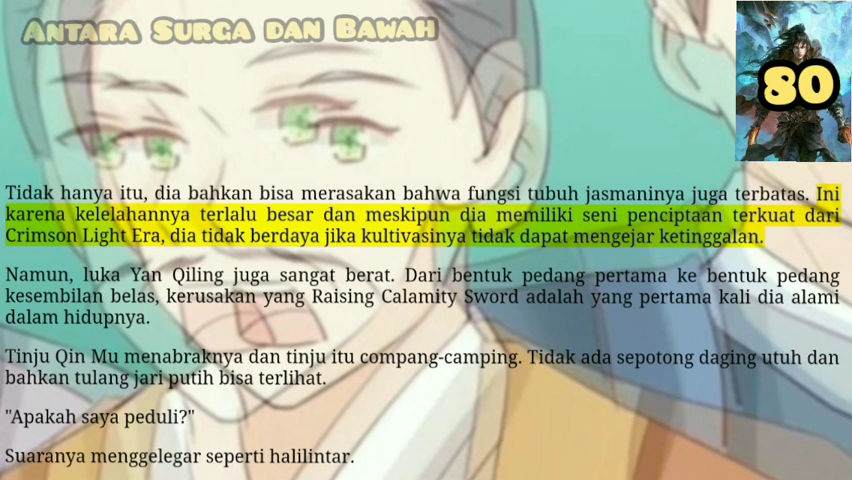 Antara Surga dan Bawah
80
Tidak hanya itu, dia bahkan bisa merasakan bahwa fungsi tubuh jasmaninya juga terbatas. Ini
karena kelelahannya terlalu besar dan meskipun dia memiliki seni penciptaan terkuat dari
Crimson Light Era, dia tidak berdaya jika kultivasinya tidak dapat mengejar ketinggalan.
Namun, luka Yan Qiling juga sangat berat. Dari bentuk pedang pertama ke bentuk pedang
kesembilan belas, kerusakan yang Raising Calamity Sword adalah yang pertama kali dia alami
dalam hidupnya.
Tinju Qin Mu menabraknya dan tinju itu compang-camping. Tidak ada sepotong daging utuh dan
bahkan tulang jari putih bisa terlihat.
"Apakah saya peduli?"
Suaranya menggelegar seperti halilintar.